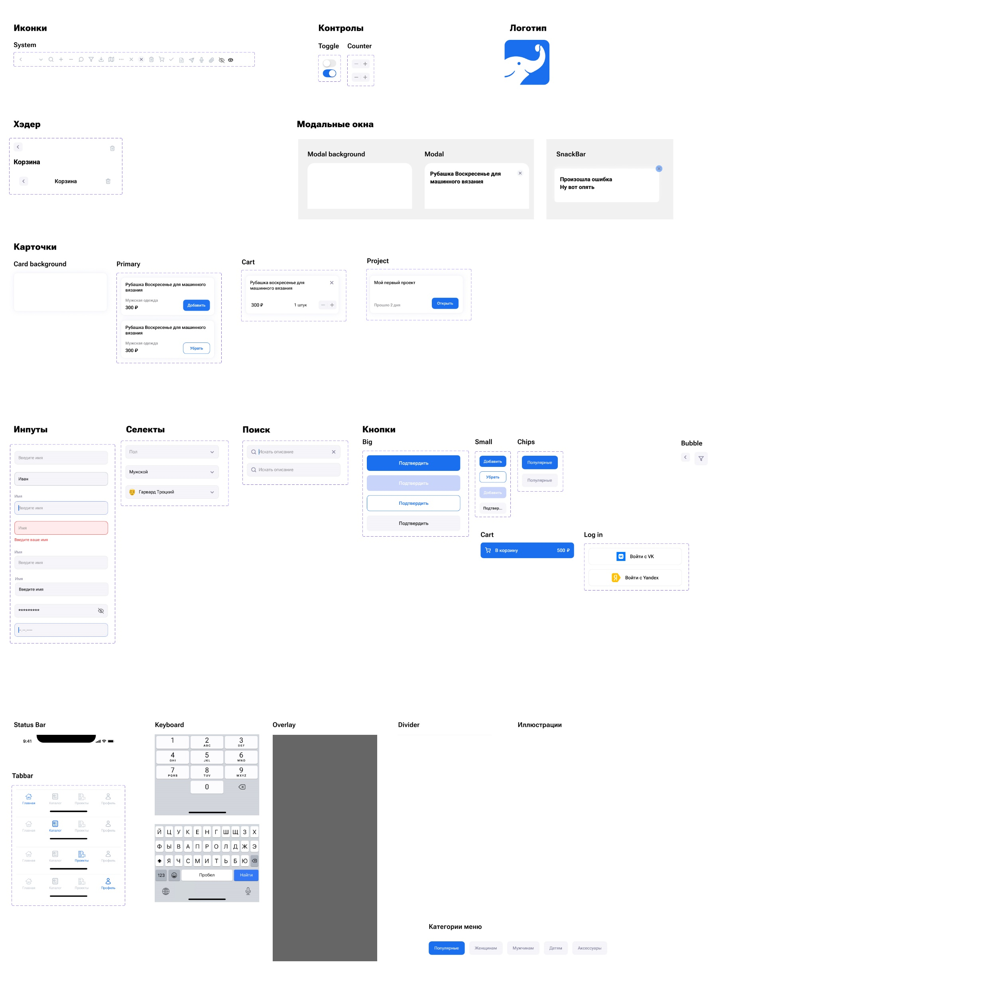 Иконки
System
Контролы
Toggle
Counter
Логотип
Хэдер
Корзина
Корзина
Модальные окна
Modal background
Modal
Рубашка Воскресенье для
машинного вязания
SnackBar
Произошла ошибка
Ну вот опять
Карточки
Card background
Primary
Рубашка Воскресенье для машинного
вязания
Мужская одежда
300 ₽
Добавить
Рубашка Воскресенье для машинного
вязания
Мужская одежда
300 ₽
Убрать
Cart
Рубашка воскресенье для
машинного вязания
300 ₽
1 штук
Project
Мой первый проект
Прошло 2 дня
Открыть
Инпуты
Введите имя
Иван
Имя
Введите имя
Имя
Введите ваше имя
Имя
Введите имя
Имя
Введите имя
*********
--.--.----
Селекты
Пол
Мужской
Гарвард Троцкий
Поиск
Искать описание
Искать описание
Кнопки
Big
Подтвердить
Подтвердить
Подтвердить
Подтвердить
Small
Добавить
Убрать
Добавить
Подтвер...
Chips
Популярные
Популярные
Bubble
Cart
В корзину
500 ₽
Log in
Войти с VK
Я Войти с Yandex
Status Bar
9:41
Tabbar
Главная Каталог Проекты Профиль
Главная Каталог Проекты Профиль
Главная Каталог Проекты Профиль
Главная Каталог Проекты Профиль
Keyboard
1 2 3
ABC DEF
4 5 6
GHI JKL MNO
7 8 9
PQRS TUV WXYZ
0
Й Ц У К Е Н Г Ш Щ З Х
Ф Ы В А П Р О Л Д Ж Э
Я Ч С М И Т Ь Б Ю
123 Пробел Найти
Overlay
Divider
Иллюстрации
Категории меню
Популярные Женщинам Мужчинам Детям Аксессуары